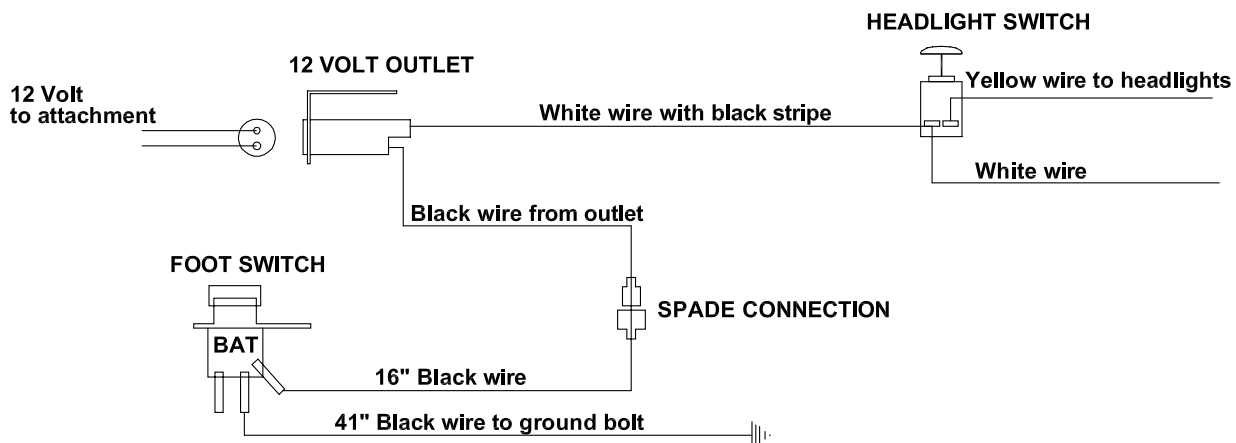 HEADLIGHT SWITCH
12 VOLT OUTLET
12 Volt
to attachment
Yellow wire to headlights
White wire with black stripe
White wire
Black wire from outlet
FOOT SWITCH
SPADE CONNECTION
BAT
16" Black wire
41" Black wire to ground bolt